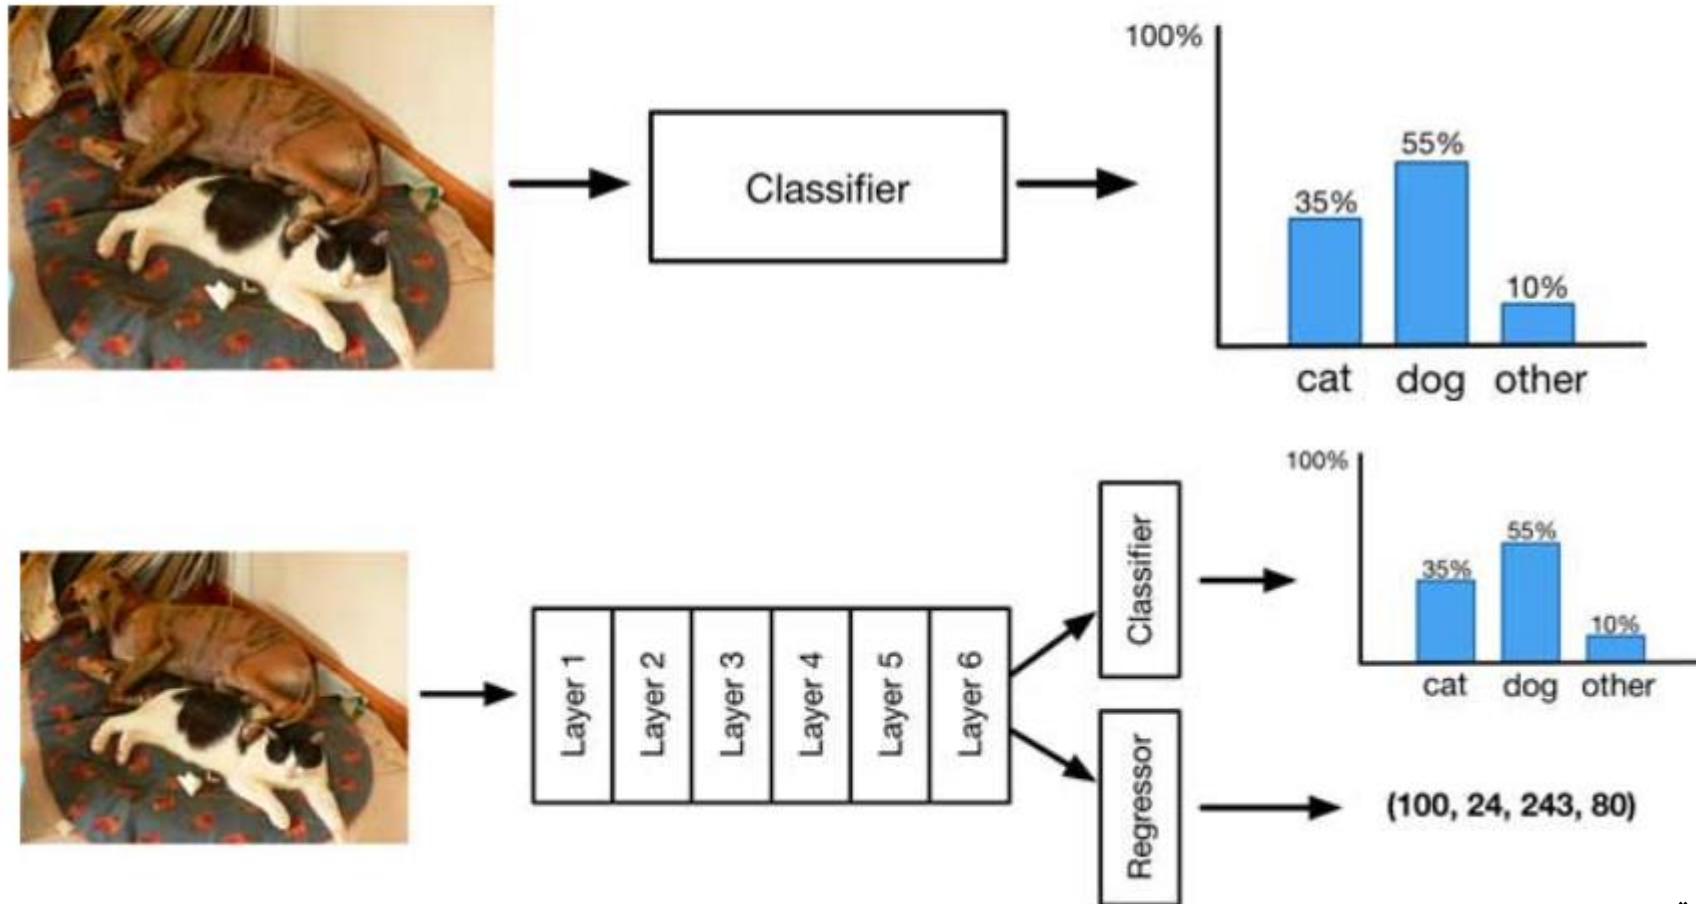 100%
55%
35%
10%
Classifier
cat dog other
100%
55%
35%
10%
cat dog other
Classifier
Layer 1 Layer 2 Layer 3 Layer 4 Layer 5 Layer 6
Regressor
(100, 24, 243, 80)